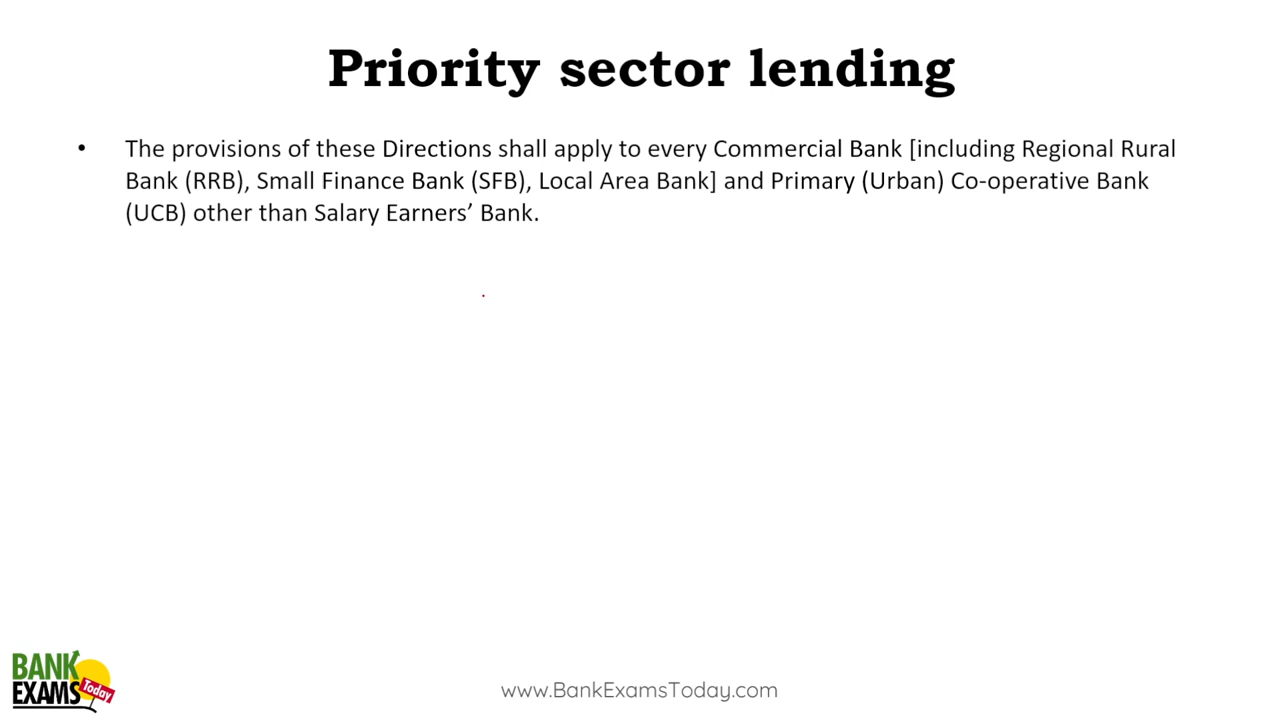 Priority sector lending
• The provisions of these Directions shall apply to every Commercial Bank [including Regional Rural
Bank (RRB), Small Finance Bank (SFB), Local Area Bank] and Primary (Urban) Co-operative Bank
(UCB) other than Salary Earners’ Bank.
BANK
EXAMS
Today
www.BankExamsToday.com